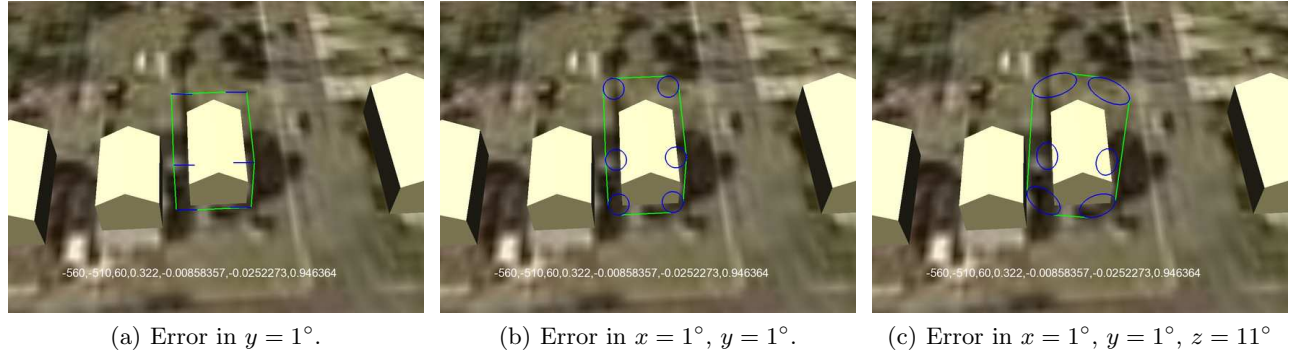 -560,-510,60,0.322,-0.00858357,-0.0252273,0.946364
-560,-510,60,0.322,-0.00858357,-0.0252273,0.946364
-560,-510,60,0.322,-0.00858357,-0.0252273,0.946364
(a) Error in y = 1°.
(b) Error in x = 1°, y = 1°.
(c) Error in x = 1°, y = 1°, z = 11°